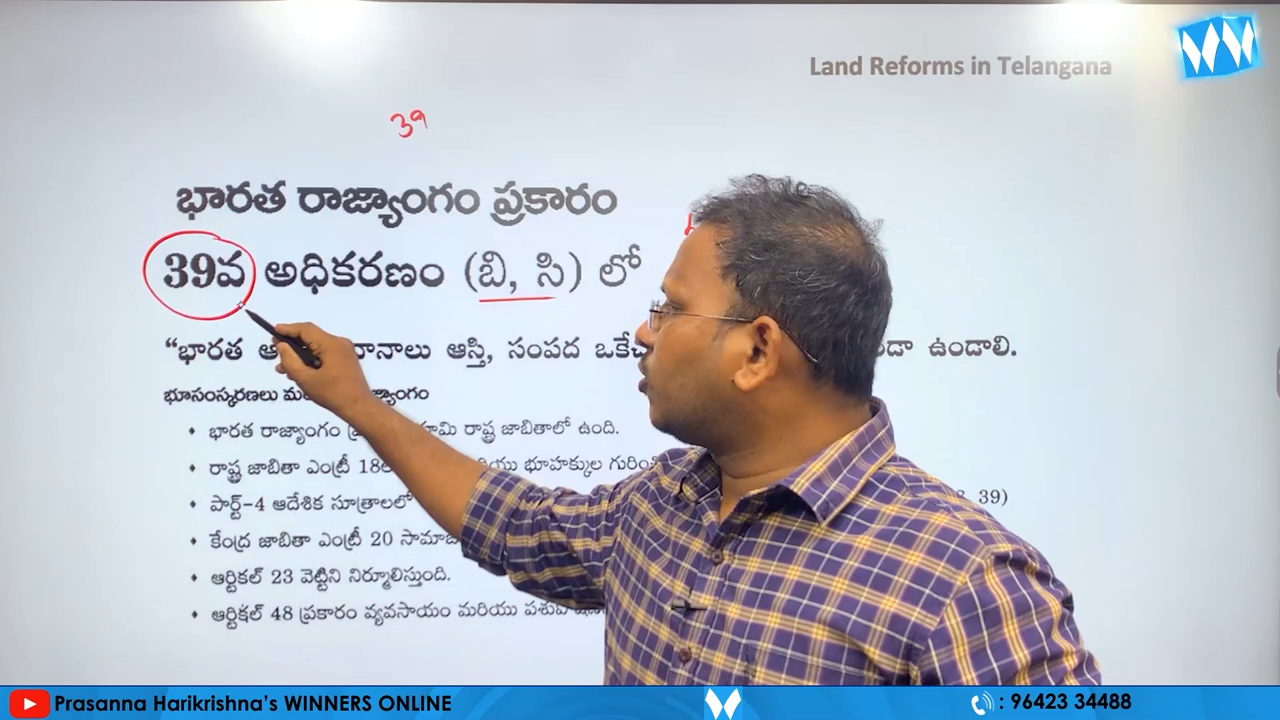 Land Reforms in Telangana
39
భారత రాజ్యాంగం ప్రకారం
39వ అధికరణం (బి, సి) లో
“భారత ఆ నానాలు ఆస్తి, సంపద ఒకేచ డా ఉండాలి.
భూసంస్కరణలు మ జ్యాంగం
భారత రాజ్యాంగం రాష్ట్ర జాబితాలో ఉంది.
రాష్ట్ర జాబితా ఎంట్రీ 18 భూహక్కుల
పార్ట్-4 ఆదేశిక సూత్రాలలో 39)
కేంద్ర జాబితా ఎంట్రీ 20
ఆర్టికల్ 23 వెట్టిని నిర్మూలిస్తుంది.
ఆర్టికల్ 48 ప్రకారం వ్యవసాయం మరియు
Prasanna Harikrishna's WINNERS ONLINE
: 96423 34488